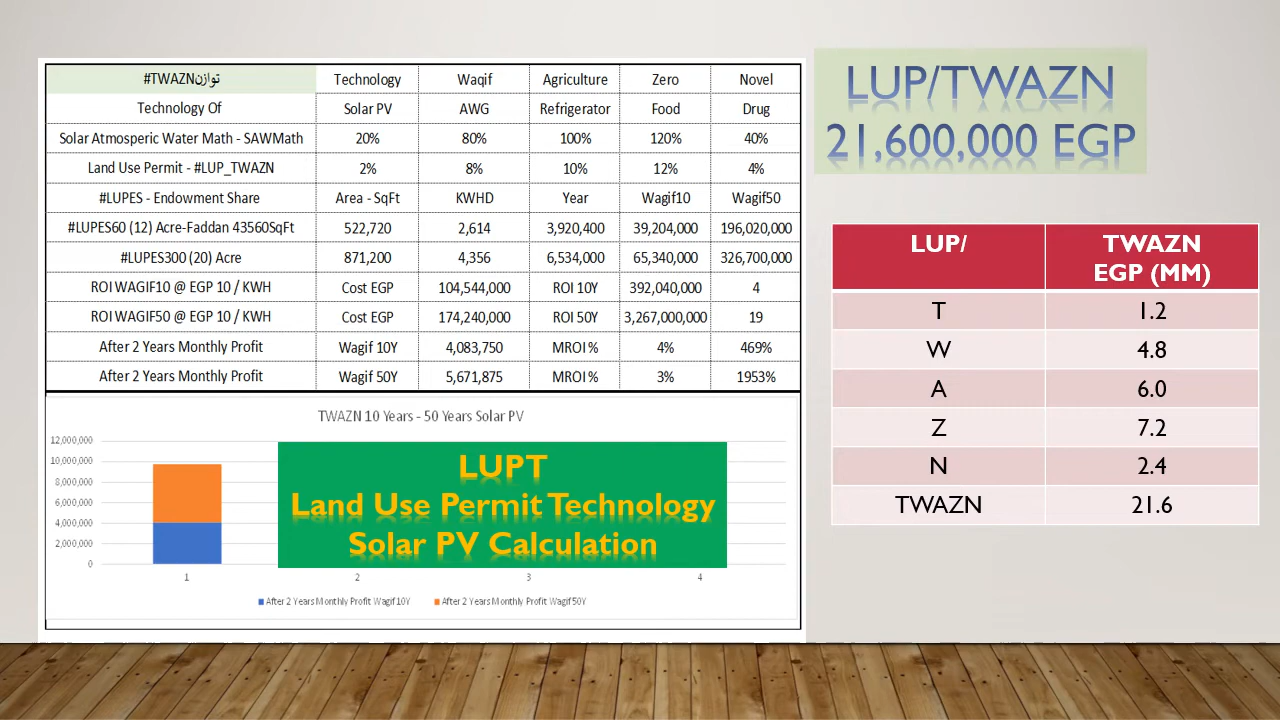 #TWAZNتوازن Technology Waqif Agriculture Zero Novel
Technology Of Solar PV AWG Refrigerator Food Drug
Solar Atmosperic Water Math - SAWMath 20% 80% 100% 120% 40%
Land Use Permit - #LUP_TWAZN 2% 8% 10% 12% 4%
#LUPES - Endowment Share Area - SqFt KWHD Year Wagif10 Wagif50
#LUPES60 (12) Acre-Faddan 43560SqFt 522,720 2,614 3,920,400 39,204,000 196,020,000
#LUPES300 (20) Acre 871,200 4,356 6,534,000 65,340,000 326,700,000
ROI WAGIF10 @ EGP 10 / KWH Cost EGP 104,544,000 ROI 10Y 392,040,000 4
ROI WAGIF50 @ EGP 10 / KWH Cost EGP 174,240,000 ROI 50Y 3,267,000,000 19
After 2 Years Monthly Profit Wagif 10Y 4,083,750 MROI % 4% 469%
After 2 Years Monthly Profit Wagif 50Y 5,671,875 MROI % 3% 1953%
TWAZN 10 Years - 50 Years Solar PV
12,000,000
10,000,000
8,000,000
6,000,000
4,000,000
2,000,000
0
1 2 3 4
After 2 Years Monthly Profit Wagif 10Y After 2 Years Monthly Profit Wagif 50Y
LUPT
Land Use Permit Technology
Solar PV Calculation
LUP/TWAZN
21,600,000 EGP
LUP/ TWAZN
EGP (MM)
T 1.2
W 4.8
A 6.0
Z 7.2
N 2.4
TWAZN 21.6